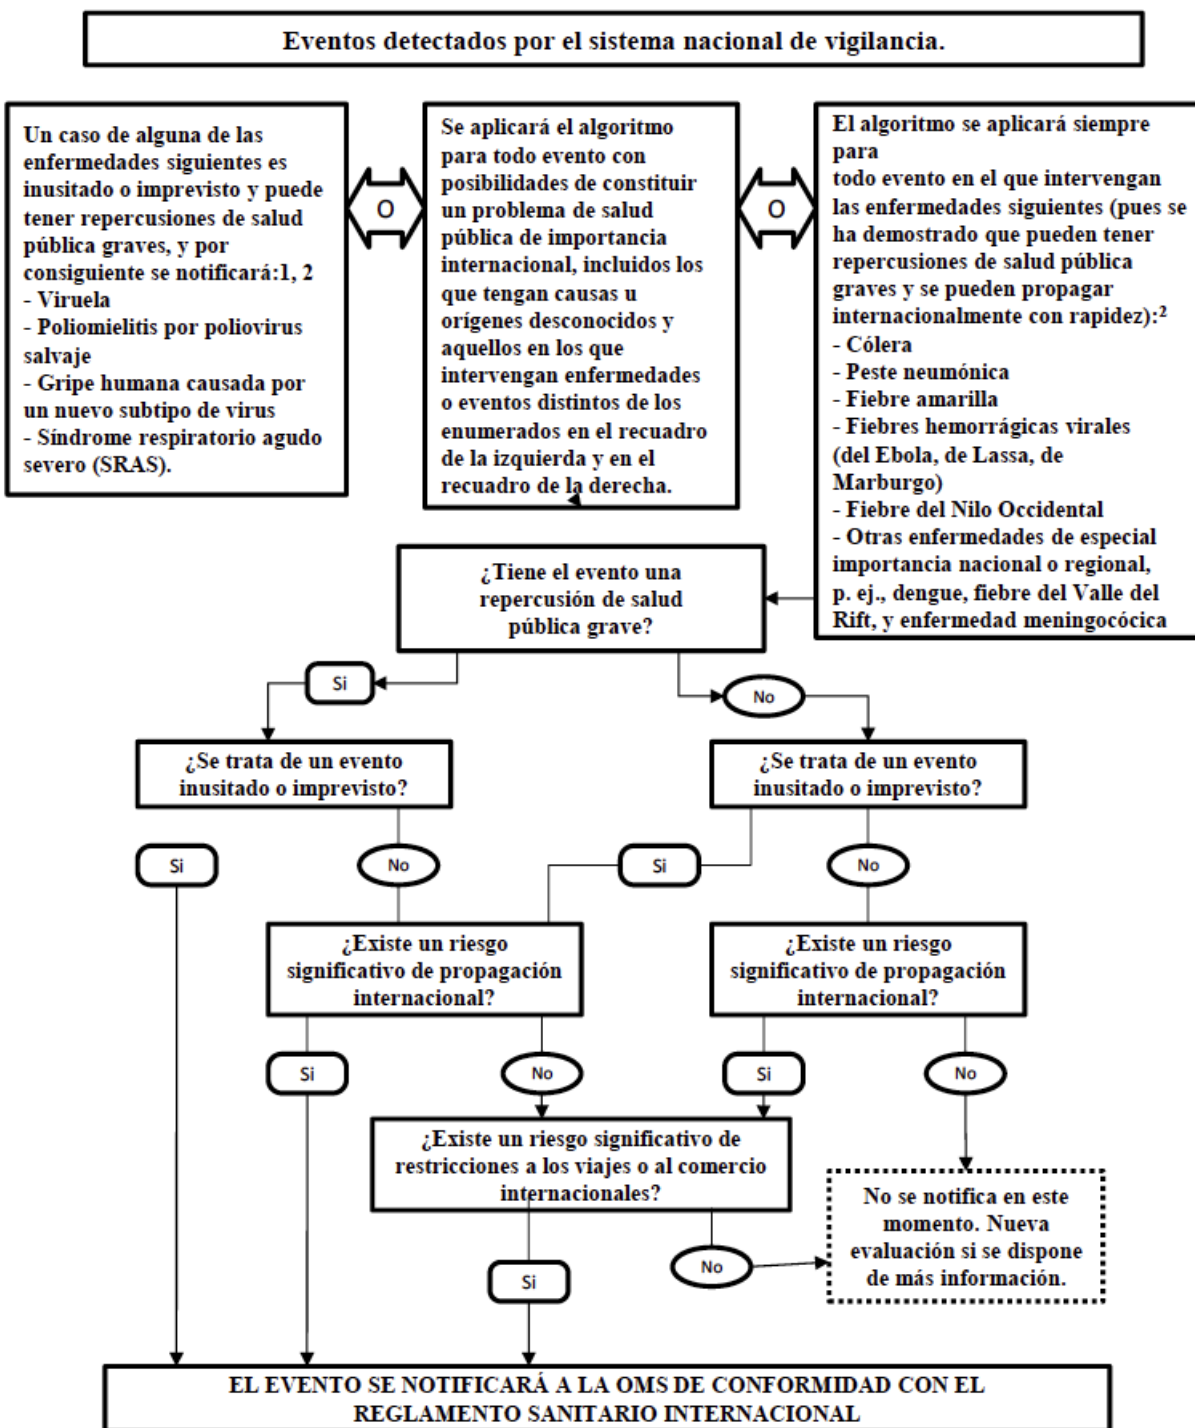 Eventos detectados por el sistema nacional de vigilancia.
Un caso de alguna de las
enfermedades siguientes es
inusitado o imprevisto y puede
tener repercusiones de salud
pública graves, y por
consiguiente se notificará:1, 2
- Viruela
- Poliomielitis por poliovirus
salvaje
- Gripe humana causada por
un nuevo subtipo de virus
- Síndrome respiratorio agudo
severo (SRAS).
O
Se aplicará el algoritmo
para todo evento con
posibilidades de constituir
un problema de salud
pública de importancia
internacional, incluidos los
que tengan causas u
orígenes desconocidos y
aquellos en los que
intervengan enfermedades
o eventos distintos de los
enumerados en el recuadro
de la izquierda y en el
recuadro de la derecha.
O
El algoritmo se aplicará siempre
para
todo evento en el que intervengan
las enfermedades siguientes (pues se
ha demostrado que pueden tener
repercusiones de salud pública
graves y se pueden propagar
internacionalmente con rapidez):²
- Cólera
- Peste neumónica
- Fiebre amarilla
- Fiebres hemorrágicas virales
(del Ebola, de Lassa, de
Marburgo)
- Fiebre del Nilo Occidental
- Otras enfermedades de especial
importancia nacional o regional,
p. ej., dengue, fiebre del Valle del
Rift, y enfermedad meningocócica
¿Tiene el evento una
repercusión de salud
pública grave?
Si
No
¿Se trata de un evento
inusitado o imprevisto?
¿Se trata de un evento
inusitado o imprevisto?
Si
No
Si
No
¿Existe un riesgo
significativo de propagación
internacional?
¿Existe un riesgo
significativo de propagación
internacional?
Si
No
Si
No
¿Existe un riesgo significativo de
restricciones a los viajes o al comercio
internacionales?
No se notifica en este
momento. Nueva
evaluación si se dispone
de más información.
Si
No
EL EVENTO SE NOTIFICARÁ A LA OMS DE CONFORMIDAD CON EL
REGLAMENTO SANITARIO INTERNACIONAL